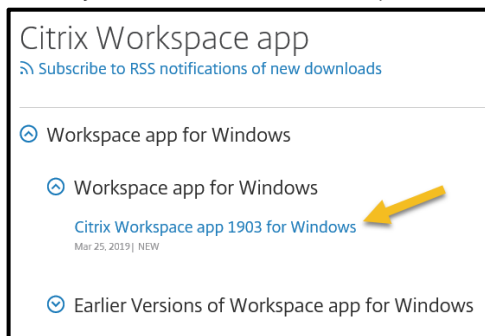 Citrix Workspace app
Subscribe to RSS notifications of new downloads
Workspace app for Windows
Workspace app for Windows
Citrix Workspace app 1903 for Windows
Mar 25, 2019 | NEW
Earlier Versions of Workspace app for Windows